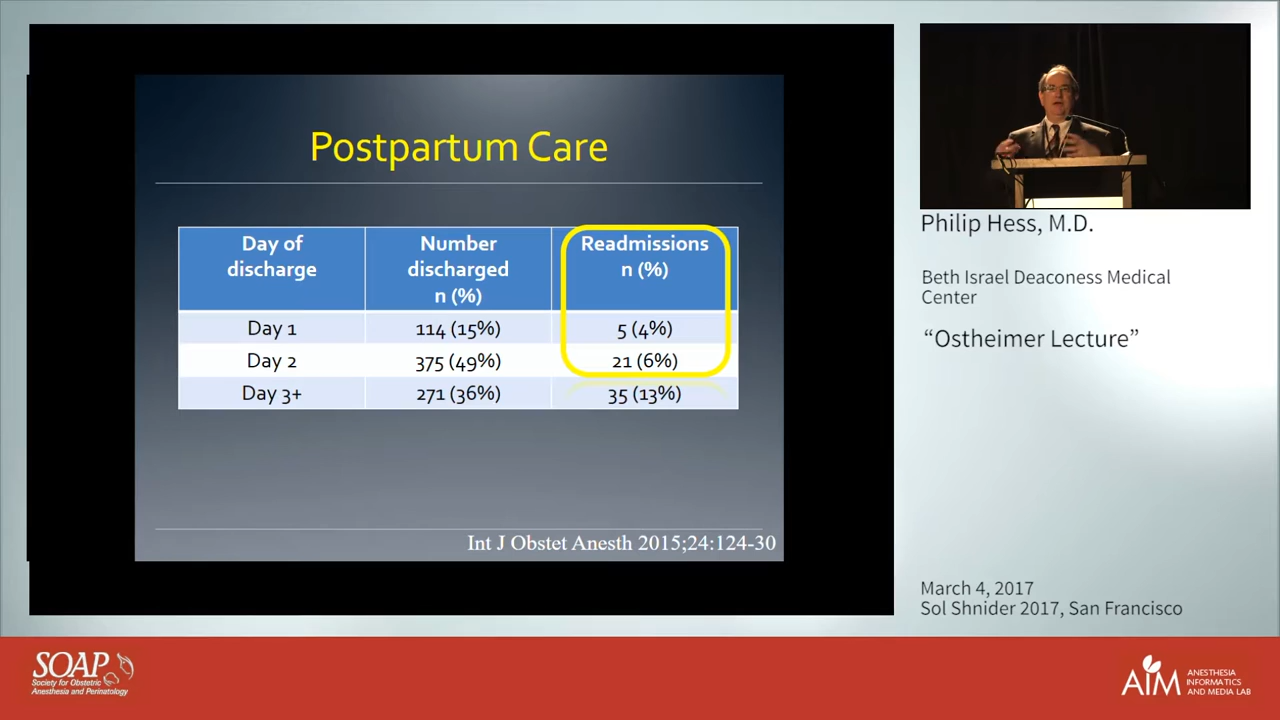 Postpartum Care
Day of
discharge
Number
discharged
n (%)
Readmissions
n (%)
Day 1
114 (15%)
5 (4%)
Day 2
375 (49%)
21 (6%)
Day 3+
271 (36%)
35 (13%)
Int J Obstet Anesth 2015;24:124-30
Philip Hess, M.D.
Beth Israel Deaconess Medical
Center
“Ostheimer Lecture”
March 4, 2017
Sol Shnider 2017, San Francisco
SOAP
Society for Obstetric
Anesthesia and Perinatology
AIM
ANESTHESIA
INFORMATICS
AND MEDIA LAB